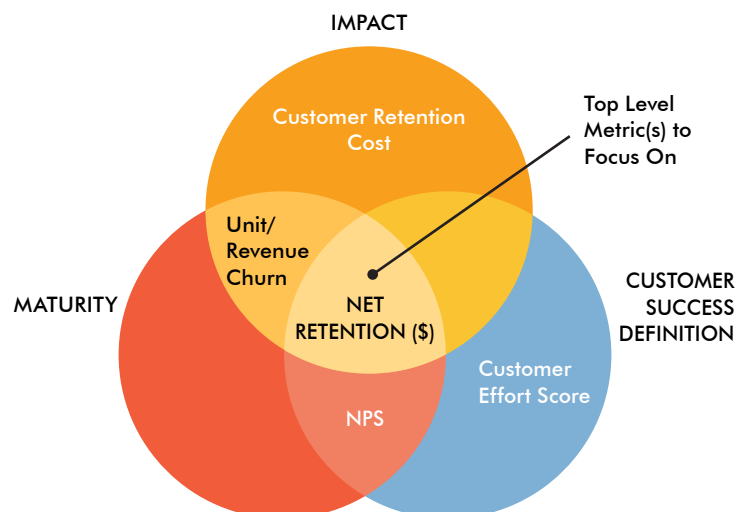 IMPACT
Customer Retention
Cost
Top Level
Metric(s) to
Focus On
Unit/
Revenue
Churn
MATURITY
NET
RETENTION ($)
CUSTOMER
SUCCESS
DEFINITION
Customer
Effort Score
NPS